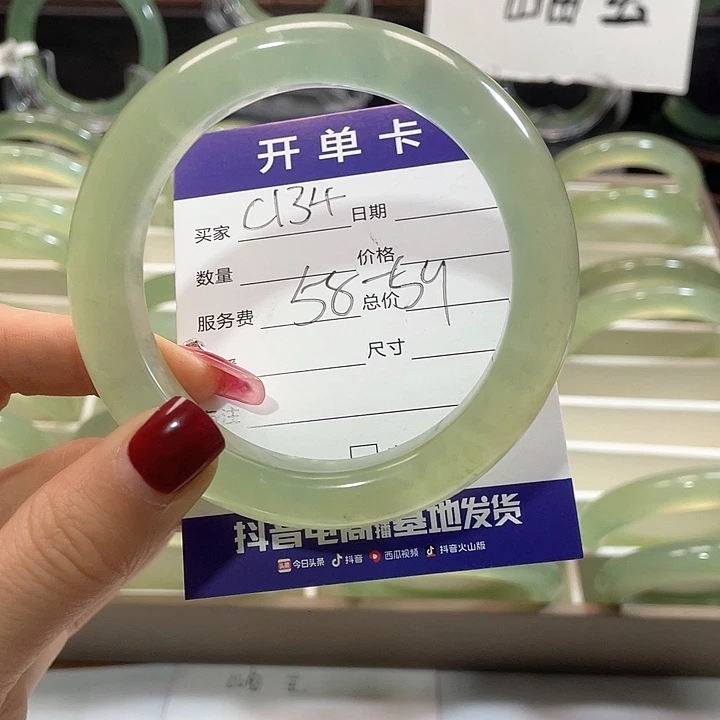 开单卡
买家 C134 日期
数量 价格
服务费 58-59 总价
尺寸
备注
抖音电商直播基地发货
今日头条 抖音 西瓜视频 抖音火山版